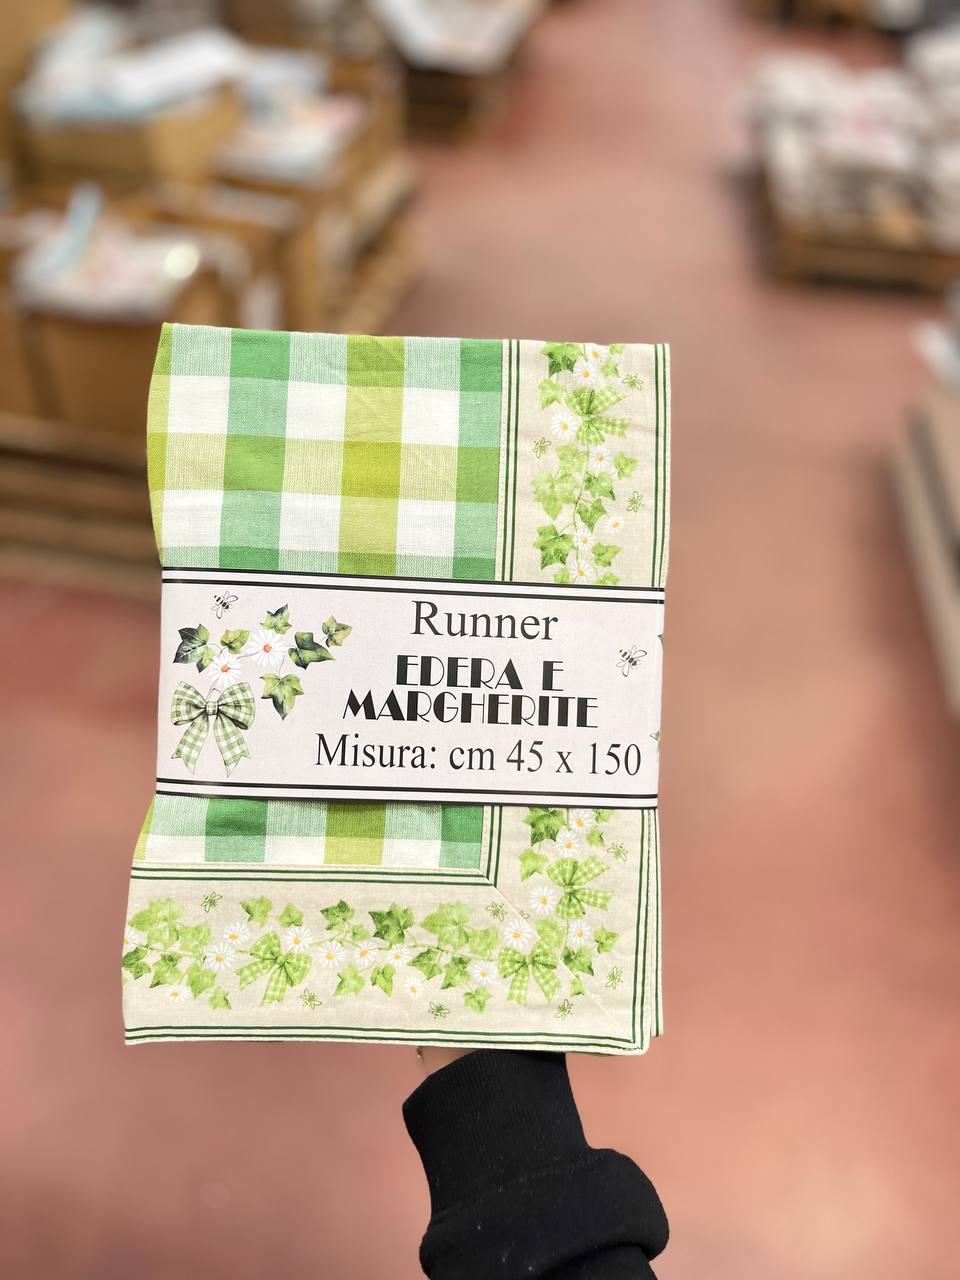 Runner
EDERA E
MARGHERITE
Misura: cm 45 x 150